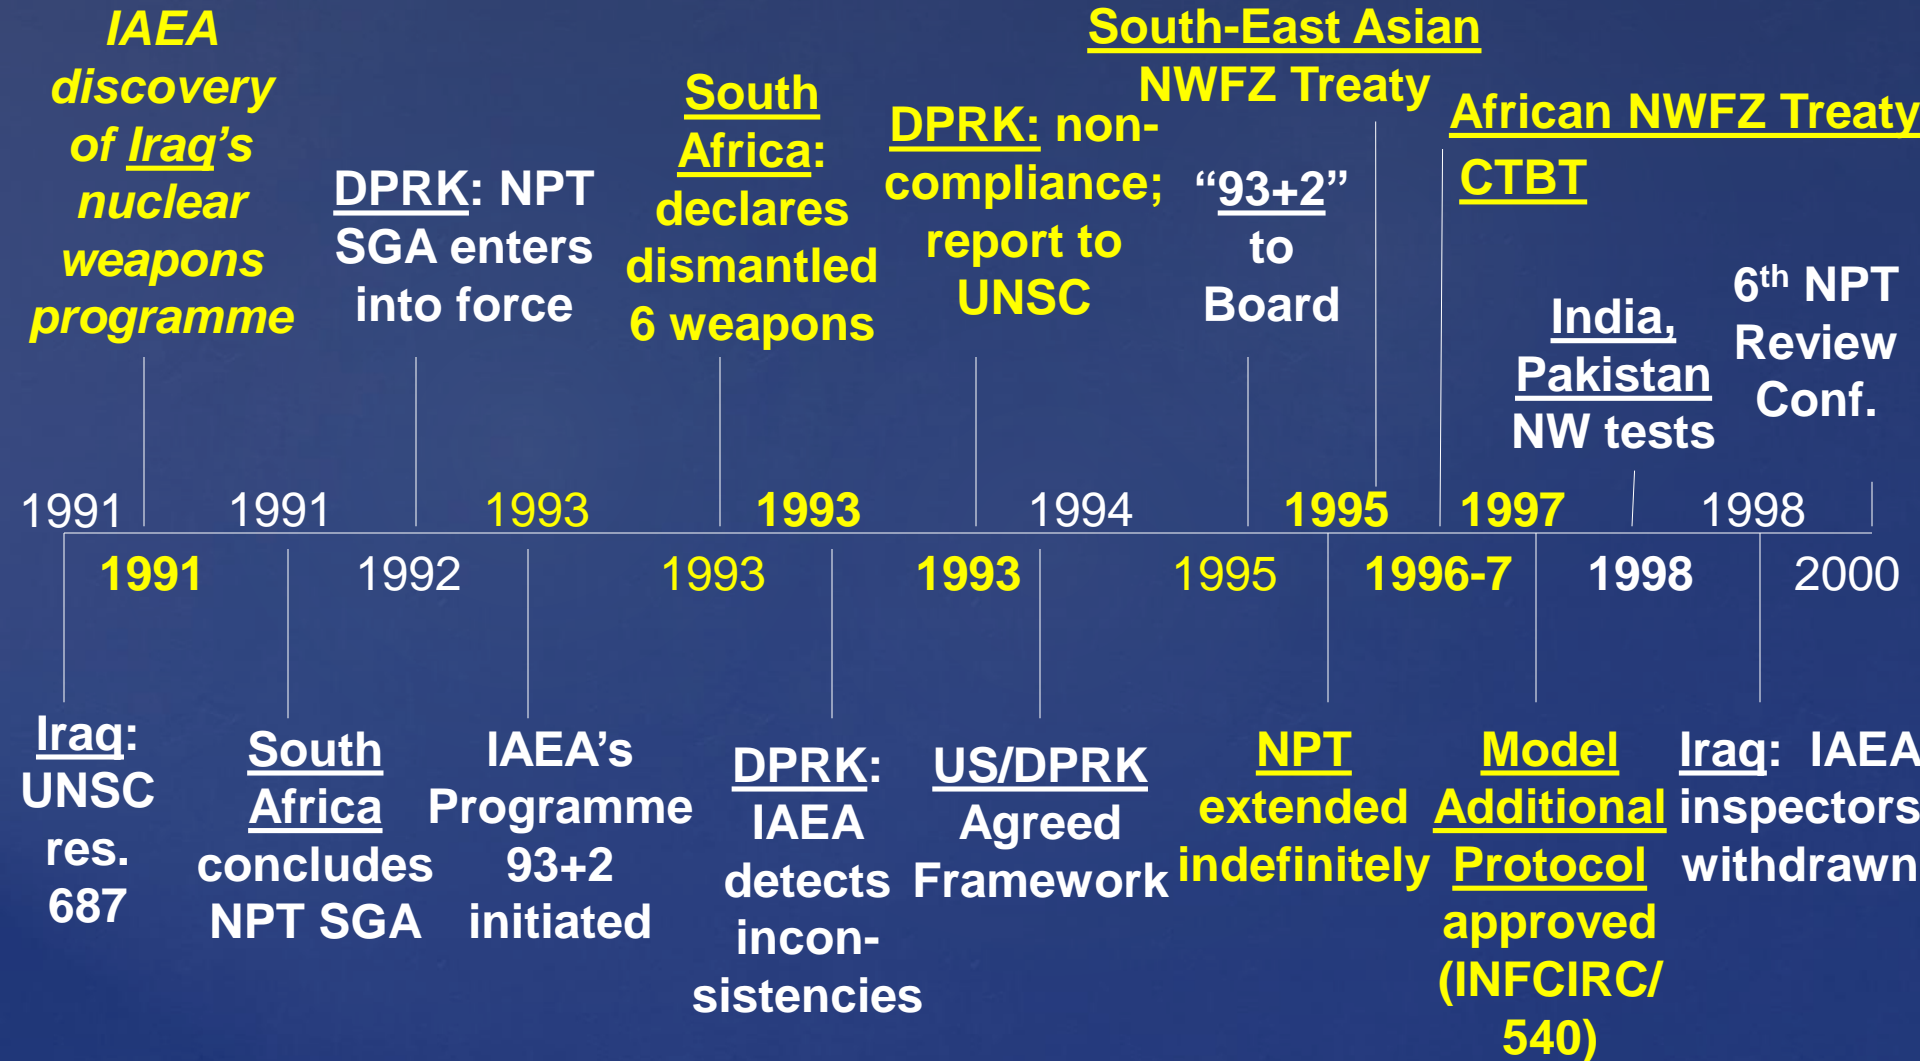 IAEA
discovery
of Iraq's
nuclear
weapons
programme
DPRK: NPT
SGA enters
into force
South
Africa:
declares
dismantled
6 weapons
DPRK: non-
compliance;
report to
UNSC
South-East Asian
NWFZ Treaty
“93+2”
to
Board
African NWFZ Treaty
CTBT
India,
Pakistan
NW tests
6th NPT
Review
Conf.
1991 1991 1993 1993 1994 1995 1997 1998
1991 1992 1993 1993 1995 1996-7 1998 2000
Iraq:
UNSC
res.
687
South
Africa
concludes
NPT SGA
IAEA’s
Programme
93+2
initiated
DPRK:
IAEA
detects
incon-
sistencies
US/DPRK
Agreed
Framework
NPT
extended
indefinitely
Model
Additional
Protocol
approved
(INFCIRC/
540)
Iraq: IAEA
inspectors
withdrawn